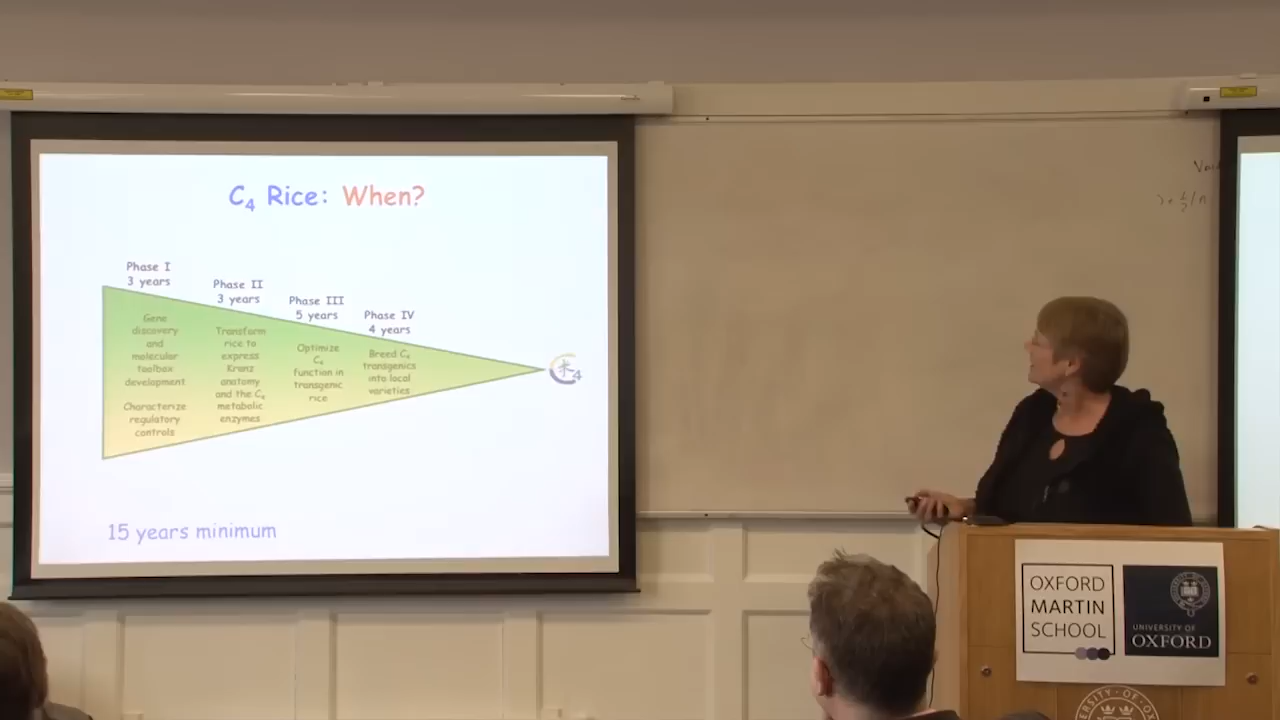 C₄ Rice: When?
Phase I
3 years
Phase II
3 years
Phase III
5 years
Phase IV
4 years
Gene
discovery
and
molecular
toolbox
development
Characterize
regulatory
controls
Transform
rice to
express
Kranz
anatomy
and the C₄
metabolic
enzymes
Optimize
C₄
function in
transgenic
rice
Breed C₄
transgenics
into local
varieties
4
15 years minimum
OXFORD
MARTIN
SCHOOL
UNIVERSITY OF
OXFORD